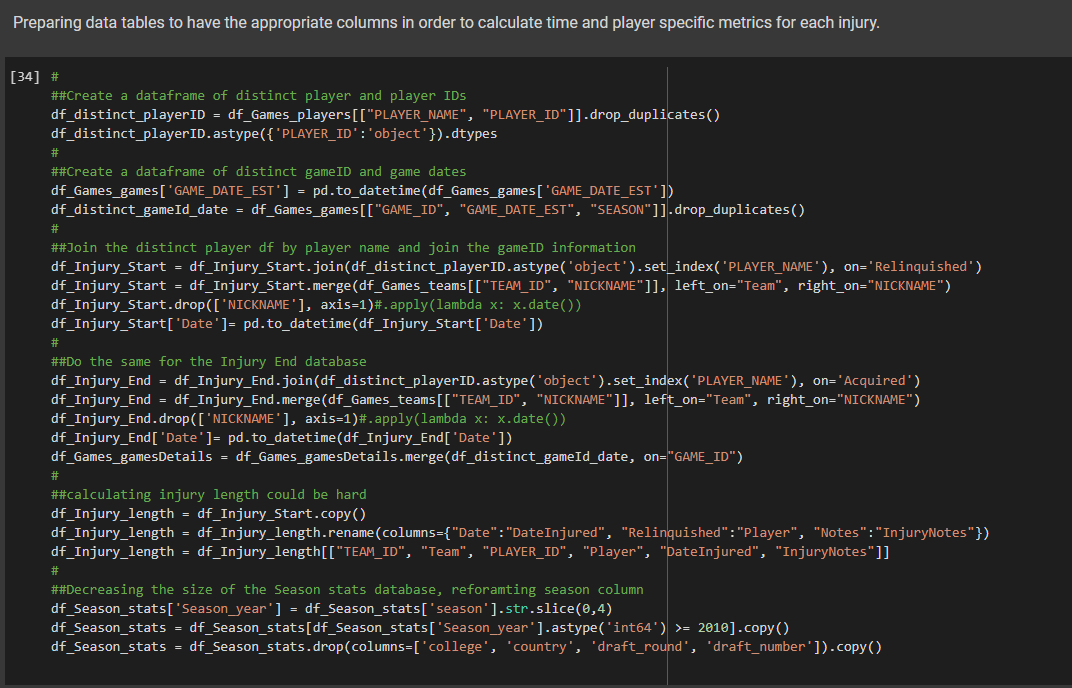 Preparing data tables to have the appropriate columns in order to calculate time and player specific metrics for each injury.
[34] #
##Create a dataframe of distinct player and player IDs
df_distinct_playerID = df_Games_players[["PLAYER_NAME", "PLAYER_ID"]].drop_duplicates()
df_distinct_playerID.astype({'PLAYER_ID':'object'}).dtypes
#
##Create a dataframe of distinct gameID and game dates
df_Games_games['GAME_DATE_EST'] = pd.to_datetime(df_Games_games['GAME_DATE_EST'])
df_distinct_gameId_date = df_Games_games[["GAME_ID", "GAME_DATE_EST", "SEASON"]].drop_duplicates()
#
##Join the distinct player df by player name and join the gameID information
df_Injury_Start = df_Injury_Start.join(df_distinct_playerID.astype('object').set_index('PLAYER_NAME'), on='Relinquished')
df_Injury_Start = df_Injury_Start.merge(df_Games_teams[["TEAM_ID", "NICKNAME"]], left_on="Team", right_on="NICKNAME")
df_Injury_Start.drop(['NICKNAME'], axis=1)#.apply(lambda x: x.date())
df_Injury_Start['Date']= pd.to_datetime(df_Injury_Start['Date'])
#
##Do the same for the Injury End database
df_Injury_End = df_Injury_End.join(df_distinct_playerID.astype('object').set_index('PLAYER_NAME'), on='Acquired')
df_Injury_End = df_Injury_End.merge(df_Games_teams[["TEAM_ID", "NICKNAME"]], left_on="Team", right_on="NICKNAME")
df_Injury_End.drop(['NICKNAME'], axis=1)#.apply(lambda x: x.date())
df_Injury_End['Date']= pd.to_datetime(df_Injury_End['Date'])
df_Games_gamesDetails = df_Games_gamesDetails.merge(df_distinct_gameId_date, on="GAME_ID")
#
##calculating injury length could be hard
df_Injury_length = df_Injury_Start.copy()
df_Injury_length = df_Injury_length.rename(columns={"Date":"DateInjured", "Relinquished":"Player", "Notes":"InjuryNotes"})
df_Injury_length = df_Injury_length[["TEAM_ID", "Team", "PLAYER_ID", "Player", "DateInjured", "InjuryNotes"]]
#
##Decreasing the size of the Season stats database, reforamting season column
df_Season_stats['Season_year'] = df_Season_stats['season'].str.slice(0,4)
df_Season_stats = df_Season_stats[df_Season_stats['Season_year'].astype('int64') >= 2010].copy()
df_Season_stats = df_Season_stats.drop(columns=['college', 'country', 'draft_round', 'draft_number']).copy()